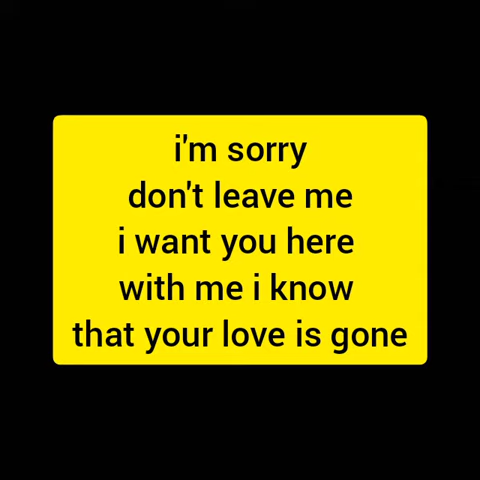 i'm sorry
don't leave me
i want you here
with me i know
that your love is gone